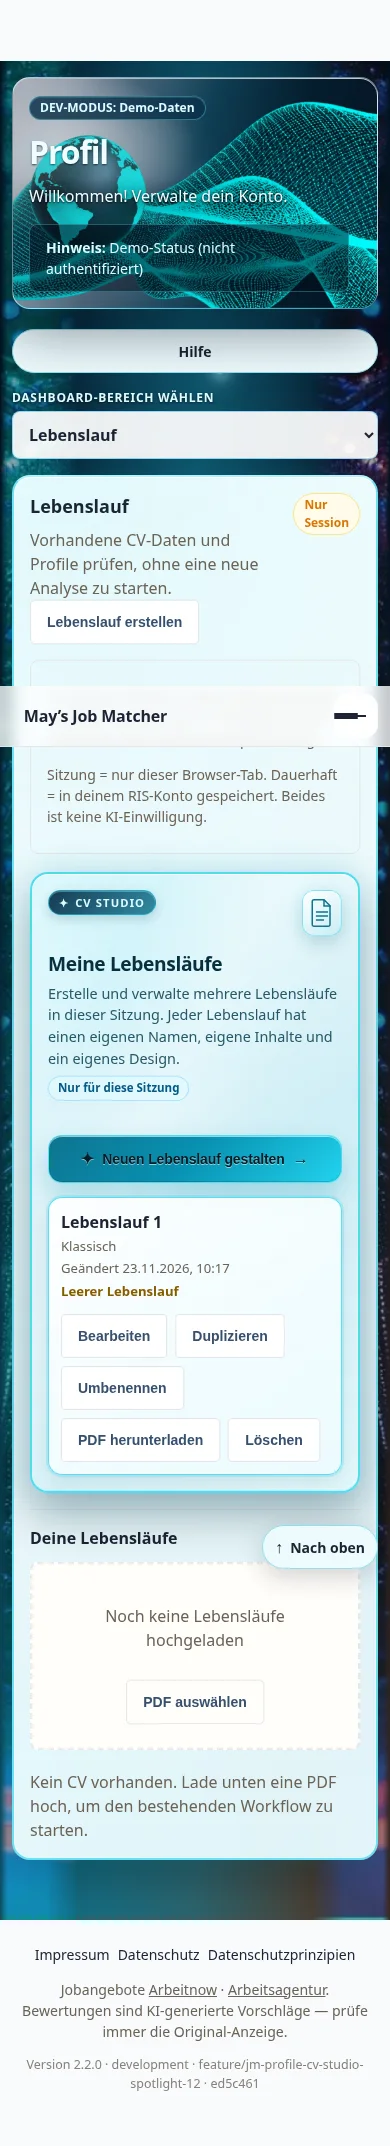 DEV-MODUS: Demo-Daten
Profil
Willkommen! Verwalte dein Konto.
Hinweis: Demo-Status (nicht
authentifiziert)
Hilfe
DASHBOARD-BEREICH WÄHLEN
Lebenslauf
Lebenslauf
Nur
Session
Vorhandene CV-Daten und
Profile prüfen, ohne eine neue
Analyse zu starten.
Lebenslauf erstellen
May's Job Matcher
Sitzung = nur dieser Browser-Tab. Dauerhaft
= in deinem RIS-Konto gespeichert. Beides
ist keine KI-Einwilligung.
✦ CV STUDIO
Meine Lebensläufe
Erstelle und verwalte mehrere Lebensläufe
in dieser Sitzung. Jeder Lebenslauf hat
einen eigenen Namen, eigene Inhalte und
ein eigenes Design.
Nur für diese Sitzung
✦ Neuen Lebenslauf gestalten →
Lebenslauf 1
Klassisch
Geändert 23.11.2026, 10:17
Leerer Lebenslauf
Bearbeiten Duplizieren
Umbenennen
PDF herunterladen Löschen
Deine Lebensläufe
↑ Nach oben
Noch keine Lebensläufe
hochgeladen
PDF auswählen
Kein CV vorhanden. Lade unten eine PDF
hoch, um den bestehenden Workflow zu
starten.
Impressum Datenschutz Datenschutzprinzipien
Jobangebote Arbeitnow · Arbeitsagentur.
Bewertungen sind KI-generierte Vorschläge — prüfe
immer die Original-Anzeige.
Version 2.2.0 · development · feature/jm-profile-cv-studio-
spotlight-12 · ed5c461